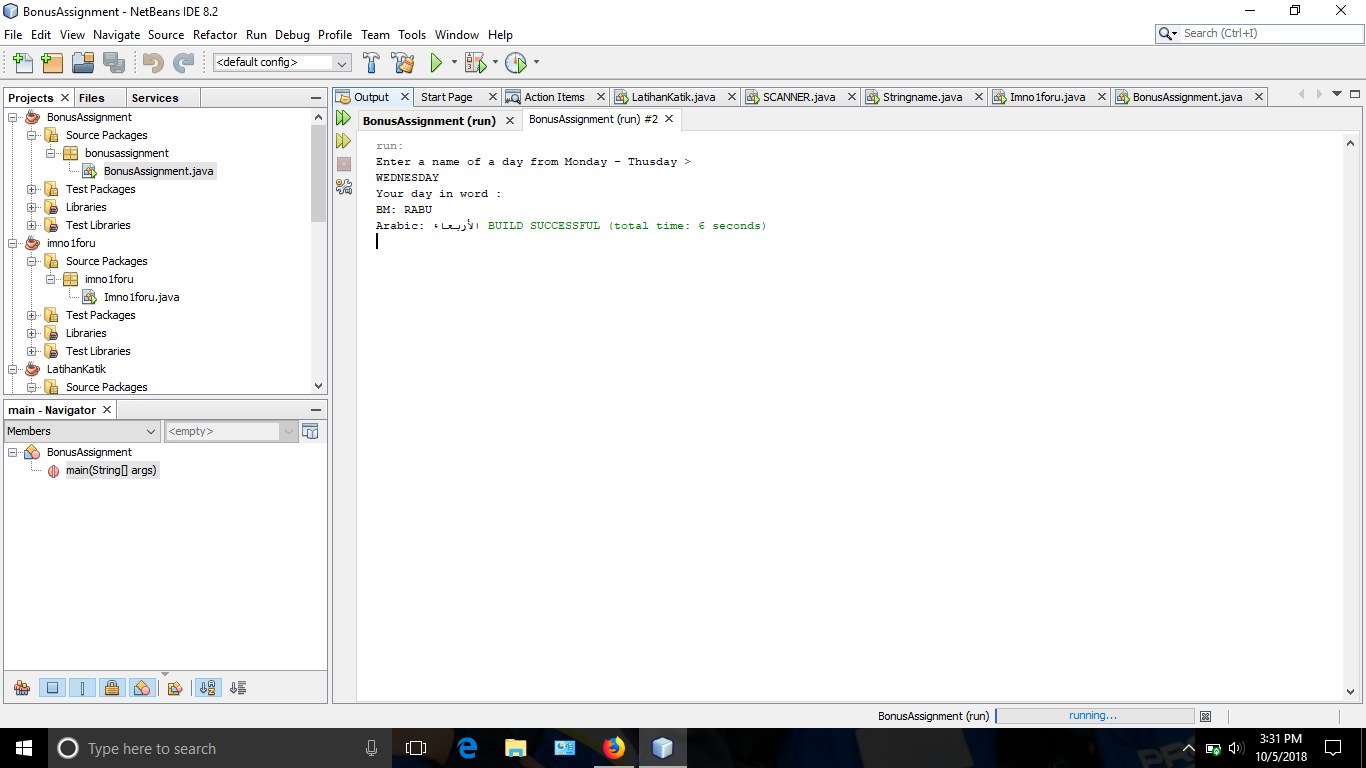 BonusAssignment - NetBeans IDE 8.2
File Edit View Navigate Source Refactor Run Debug Profile Team Tools Window Help
Search (Ctrl+I)
<default config>
Projects Files Services
BonusAssignment
Source Packages
bonusassignment
BonusAssignment.java
Test Packages
Libraries
Test Libraries
imno1foru
Source Packages
imno1foru
Imno1foru.java
Test Packages
Libraries
Test Libraries
LatihanKatik
Source Packages
main - Navigator
Members <empty>
BonusAssignment
main(String[] args)
Output Start Page Action Items LatihanKatik.java SCANNER.java Stringname.java Imno1foru.java BonusAssignment.java
BonusAssignment (run) BonusAssignment (run) #2
run:
Enter a name of a day from Monday - Thusday >
WEDNESDAY
Your day in word :
BM: RABU
Arabic: الأربعاء BUILD SUCCESSFUL (total time: 6 seconds)
BonusAssignment (run) running...
Type here to search
3:31 PM
10/5/2018